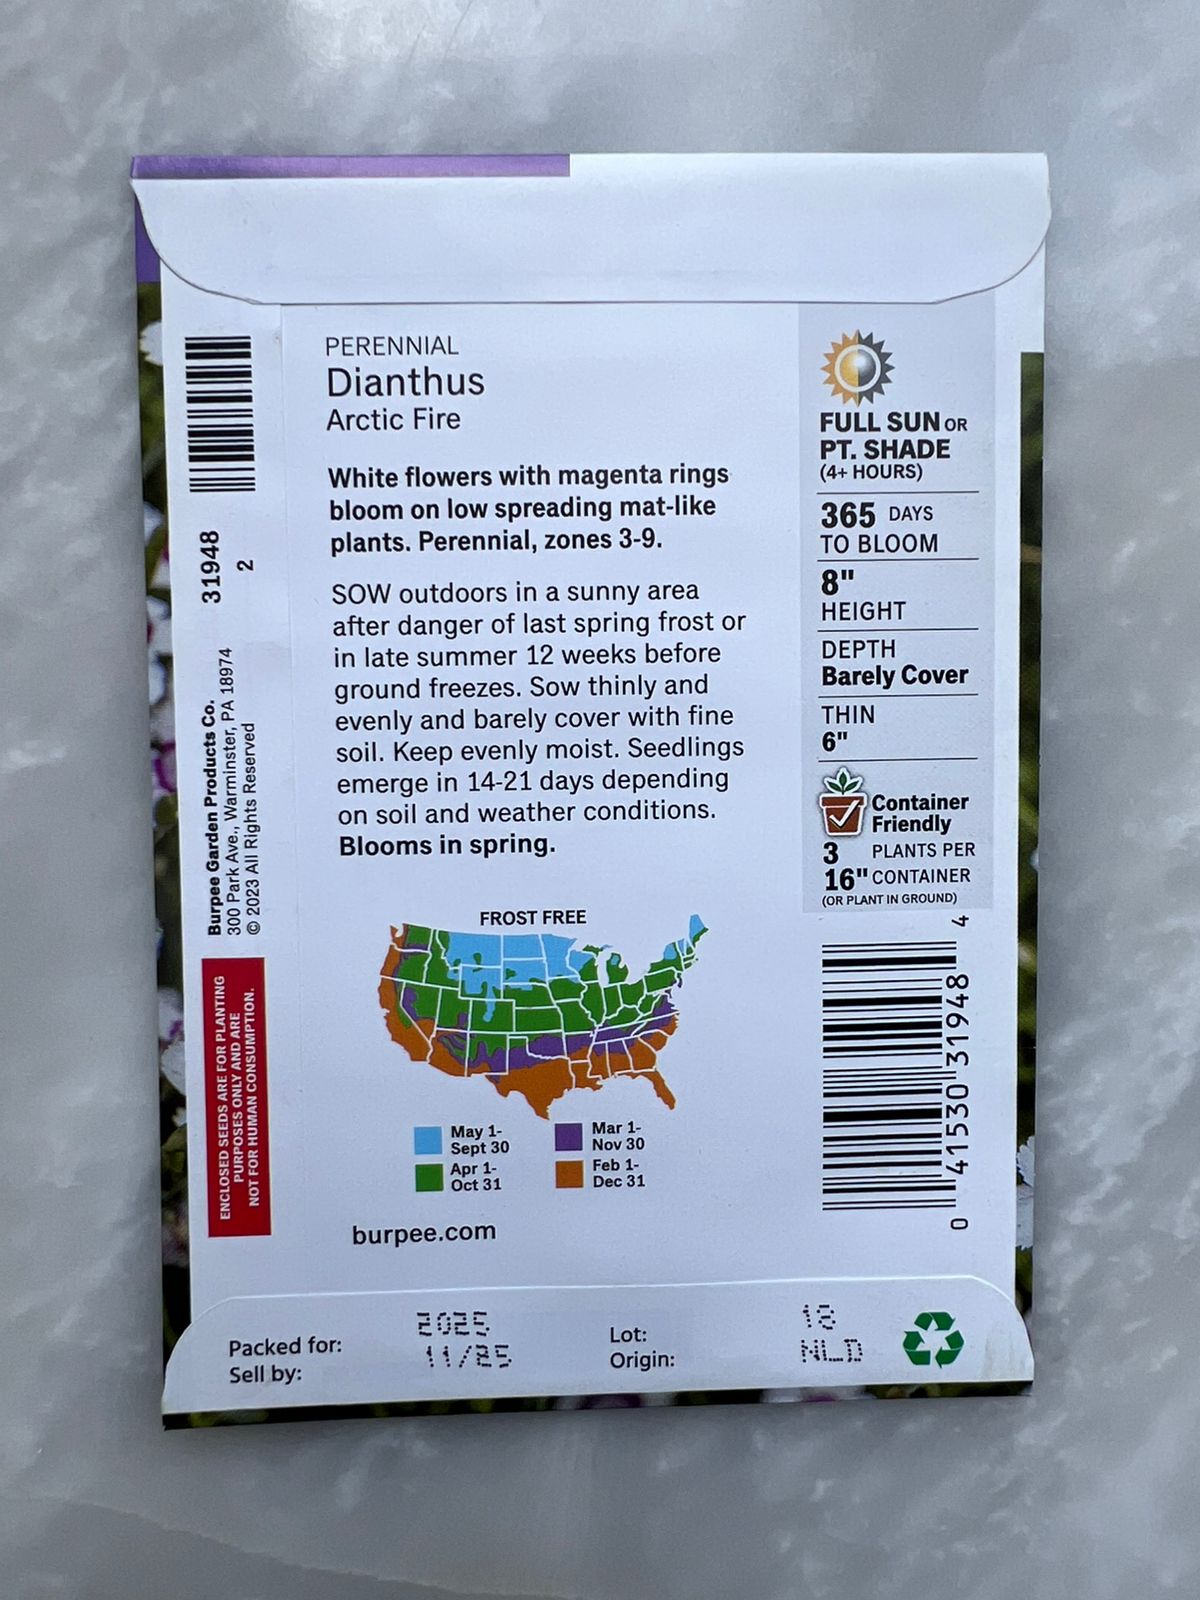 PERENNIAL
Dianthus
Arctic Fire
White flowers with magenta rings
bloom on low spreading mat-like
plants. Perennial, zones 3-9.
SOW outdoors in a sunny area
after danger of last spring frost or
in late summer 12 weeks before
ground freezes. Sow thinly and
evenly and barely cover with fine
soil. Keep evenly moist. Seedlings
emerge in 14-21 days depending
on soil and weather conditions.
Blooms in spring.
FROST FREE
May 1-
Sept 30
Apr 1-
Oct 31
Mar 1-
Nov 30
Feb 1-
Dec 31
burpee.com
FULL SUN OR
PT. SHADE
(4+ HOURS)
365 DAYS
TO BLOOM
8"
HEIGHT
DEPTH
Barely Cover
THIN
6"
Container
Friendly
3 PLANTS PER
16" CONTAINER
(OR PLANT IN GROUND)
0 41530 31948 4
31948
2
Burpee Garden Products Co.
300 Park Ave., Warminster, PA 18974
© 2023 All Rights Reserved
ENCLOSED SEEDS ARE FOR PLANTING
PURPOSES ONLY AND ARE
NOT FOR HUMAN CONSUMPTION.
Packed for: 2025
Sell by: 11/25
Lot: 18
Origin: NLD